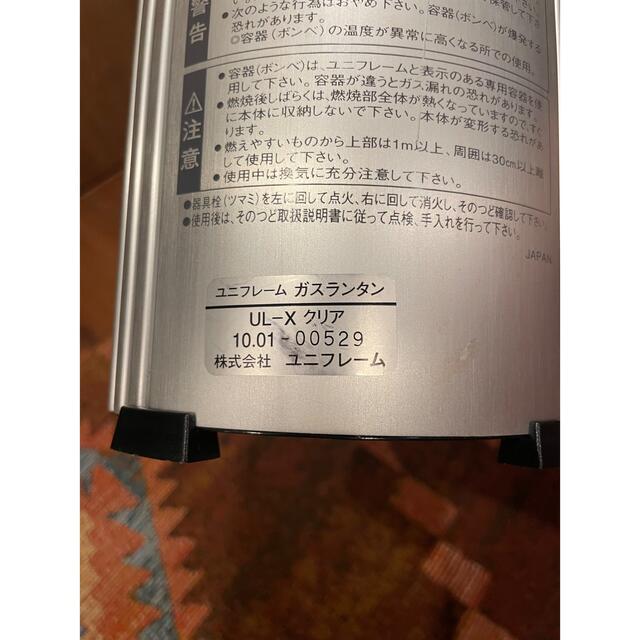 警告
保管して下さ
●次のような行為はおやめ下さい。容器(ボンベ)が爆発する
恐れがあります。
◎容器(ボンベ)の温度が異常に高くなる所での使用。
注意
●容器(ボンベ)は、ユニフレームと表示のある専用容器を使
用して下さい。容器が違うとガス漏れの恐れがあります。
●燃焼後しばらくは、燃焼部全体が熱くなっていますので、すぐ
に本体に収納しないで下さい。本体が変形する恐れがあ
ります。
●燃えやすいものから上部は1m以上、周囲は30cm以上離
して使用して下さい。
●使用中は換気に充分注意して下さい。
●器具栓(ツマミ)を左に回して点火、右に回して消火し、そのつど確認して下さい。
●使用後は、そのつど取扱説明書に従って点検、手入れを行って下さい。
JAPAN
ユニフレーム ガスランタン
UL-X クリア
10.01-00529
株式会社 ユニフレーム